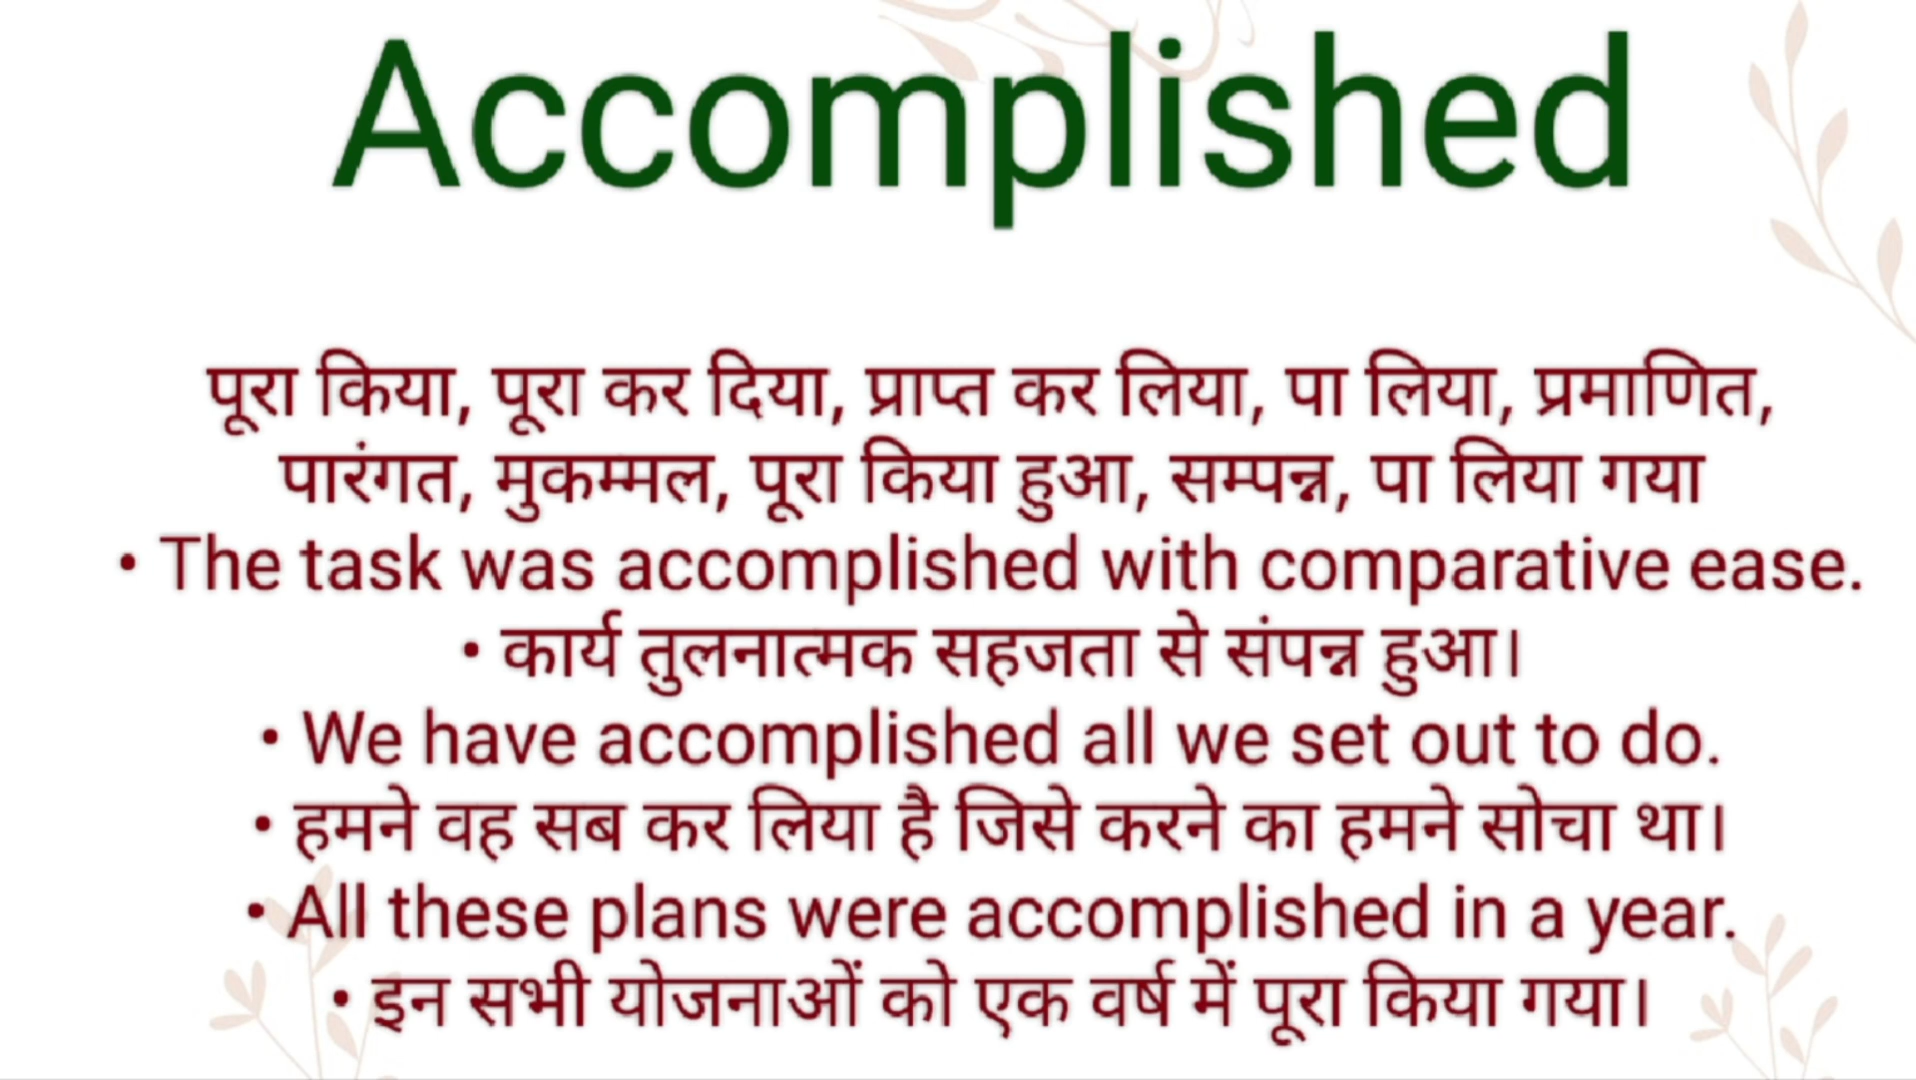 Accomplished
पूरा किया, पूरा कर दिया, प्राप्त कर लिया, पा लिया, प्रमाणित,
पारंगत, मुकम्मल, पूरा किया हुआ, सम्पन्न, पा लिया गया
• The task was accomplished with comparative ease.
• कार्य तुलनात्मक सहजता से संपन्न हुआ।
• We have accomplished all we set out to do.
• हमने वह सब कर लिया है जिसे करने का हमने सोचा था।
• All these plans were accomplished in a year.
• इन सभी योजनाओं को एक वर्ष में पूरा किया गया।